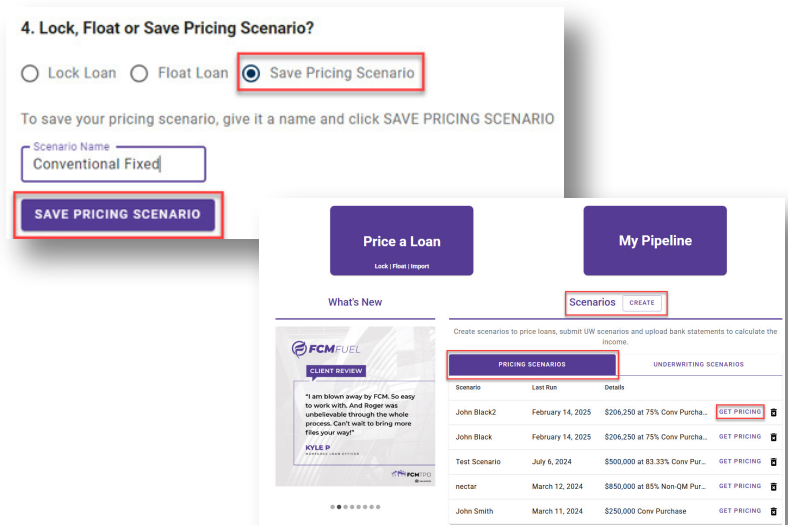 4. Lock, Float or Save Pricing Scenario?
Lock Loan Float Loan Save Pricing Scenario
To save your pricing scenario, give it a name and click SAVE PRICING SCENARIO
Scenario Name
Conventional Fixed
SAVE PRICING SCENARIO
Price a Loan
Lock | Float | Import
My Pipeline
What's New
Scenarios CREATE
Create scenarios to price loans, submit UW scenarios and upload bank statements to calculate the
income.
FCMFUEL
CLIENT REVIEW
"I am blown away by FCM. So easy
to work with. And Roger was
unbelievable through the whole
process. Can't wait to bring more
files your way!"
KYLE P
MORTGAGE LOAN OFFICER
FCMTPO
PRICING SCENARIOS UNDERWRITING SCENARIOS
Scenario Last Run Details
John Black2 February 14, 2025 $206,250 at 75% Conv Purcha... GET PRICING
John Black February 14, 2025 $206,250 at 75% Conv Purcha... GET PRICING
Test Scenario July 6, 2024 $500,000 at 83.33% Conv Pur... GET PRICING
nectar March 12, 2024 $850,000 at 85% Non-QM Pur... GET PRICING
John Smith March 11, 2024 $250,000 Conv Purchase GET PRICING